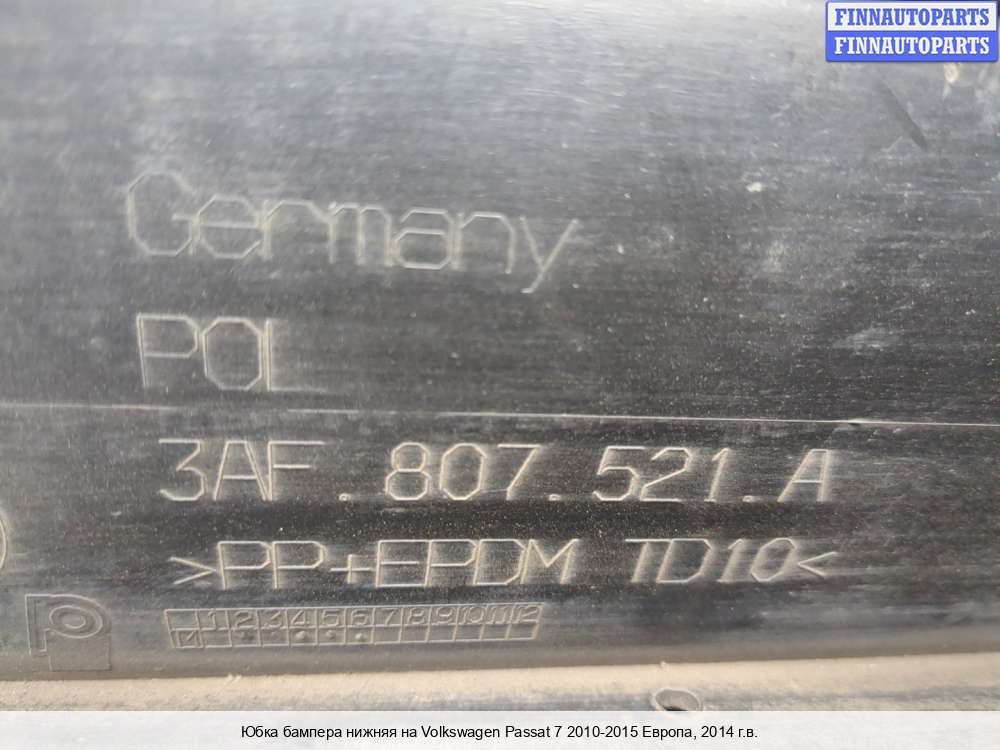 FINNAUTOPARTS
FINNAUTOPARTS
Germany
POL
3AF.807.521.A
>PP+EPDM TD10<
1 2 3 4 5 6 7 8 9 10 11 12
Юбка бампера нижняя на Volkswagen Passat 7 2010-2015 Европа, 2014 г.в.